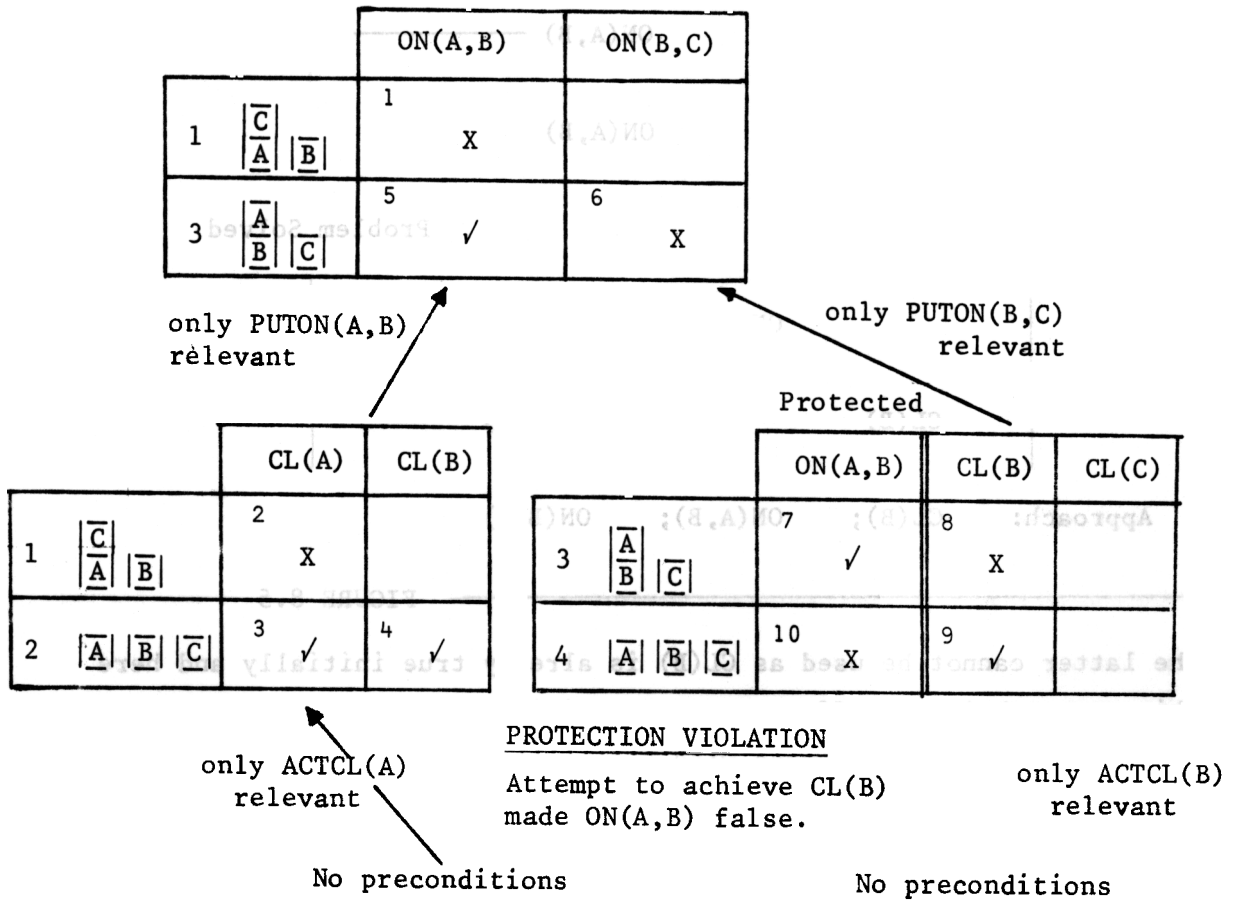 ON(A,B) ON(B,C)
1 C A B 1 X
3 A B C 5 √ 6 X
only PUTON(A,B)
relevant
only PUTON(B,C)
relevant
Protected
CL(A) CL(B)
1 C A B 2 X
2 A B C 3 √ 4 √
ON(A,B) CL(B) CL(C)
3 A B C 7 √ 8 X
4 A B C 10 X 9 √
only ACTCL(A)
relevant
No preconditions
PROTECTION VIOLATION
Attempt to achieve CL(B)
made ON(A,B) false.
only ACTCL(B)
relevant
No preconditions